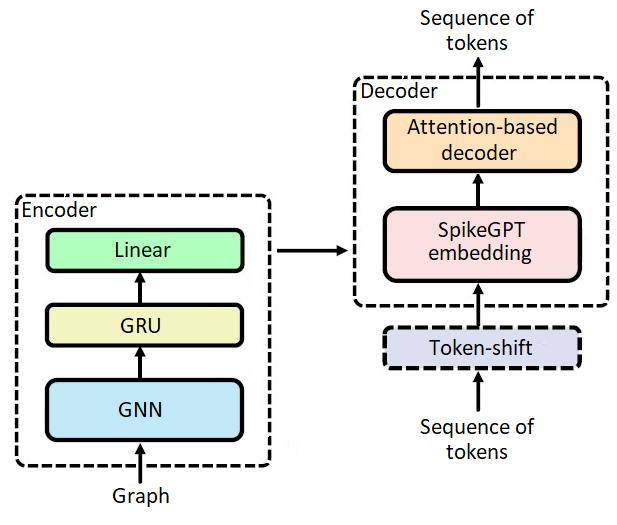 Sequence of
tokens
Decoder
Attention-based
decoder
SpikeGPT
embedding
Token-shift
Sequence of
tokens
Encoder
Linear
GRU
GNN
Graph